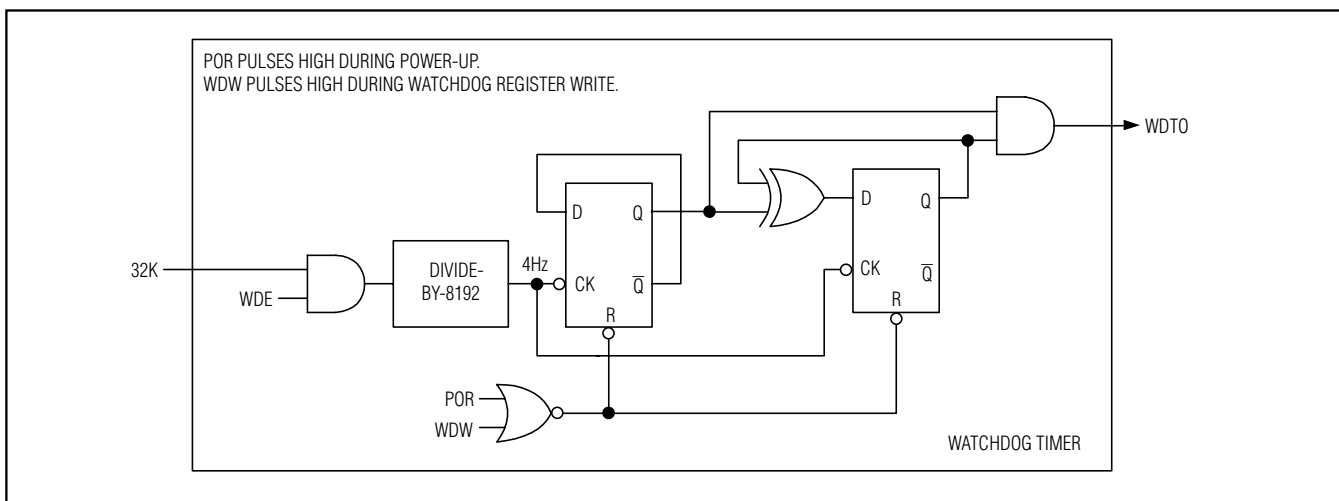 POR PULSES HIGH DURING POWER-UP.
WDW PULSES HIGH DURING WATCHDOG REGISTER WRITE.
WDTO
D
Q
D
Q
32K
WDE
DIVIDE-
BY-8192
4Hz
CK
Q̅
R
CK
Q̅
R
POR
WDW
WATCHDOG TIMER